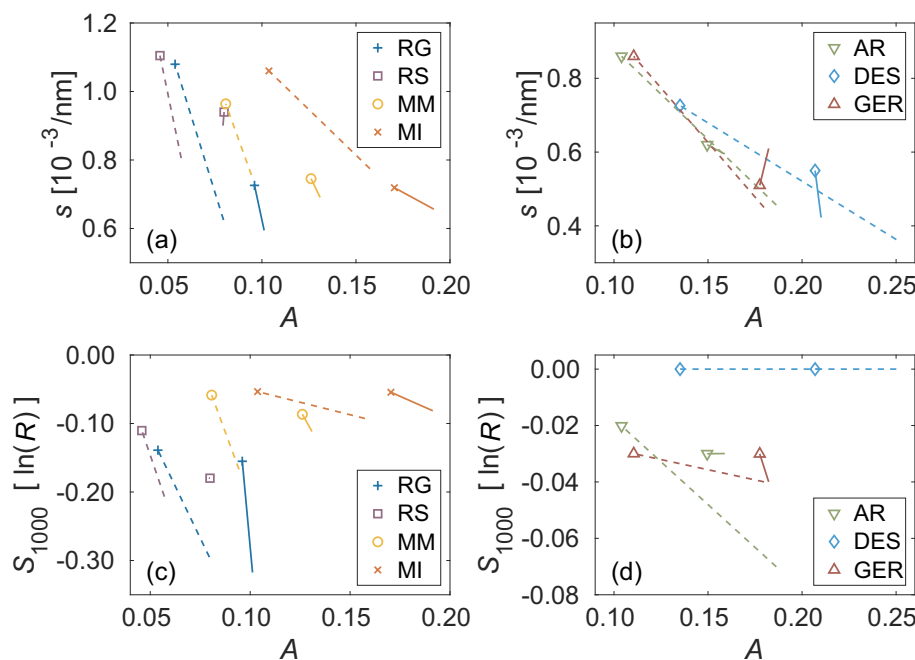 1.2
1.0
0.8
0.6
s [10⁻³/nm]
(a)
RG
RS
MM
MI
0.05
0.10
0.15
0.20
A
0.8
0.6
0.4
s [10⁻³/nm]
(b)
AR
DES
GER
0.10
0.15
0.20
0.25
A
0.00
-0.10
-0.20
-0.30
S₁₀₀₀ [ ln(R) ]
(c)
RG
RS
MM
MI
0.05
0.10
0.15
0.20
A
0.00
-0.02
-0.04
-0.06
-0.08
S₁₀₀₀ [ ln(R) ]
(d)
AR
DES
GER
0.10
0.15
0.20
0.25
A